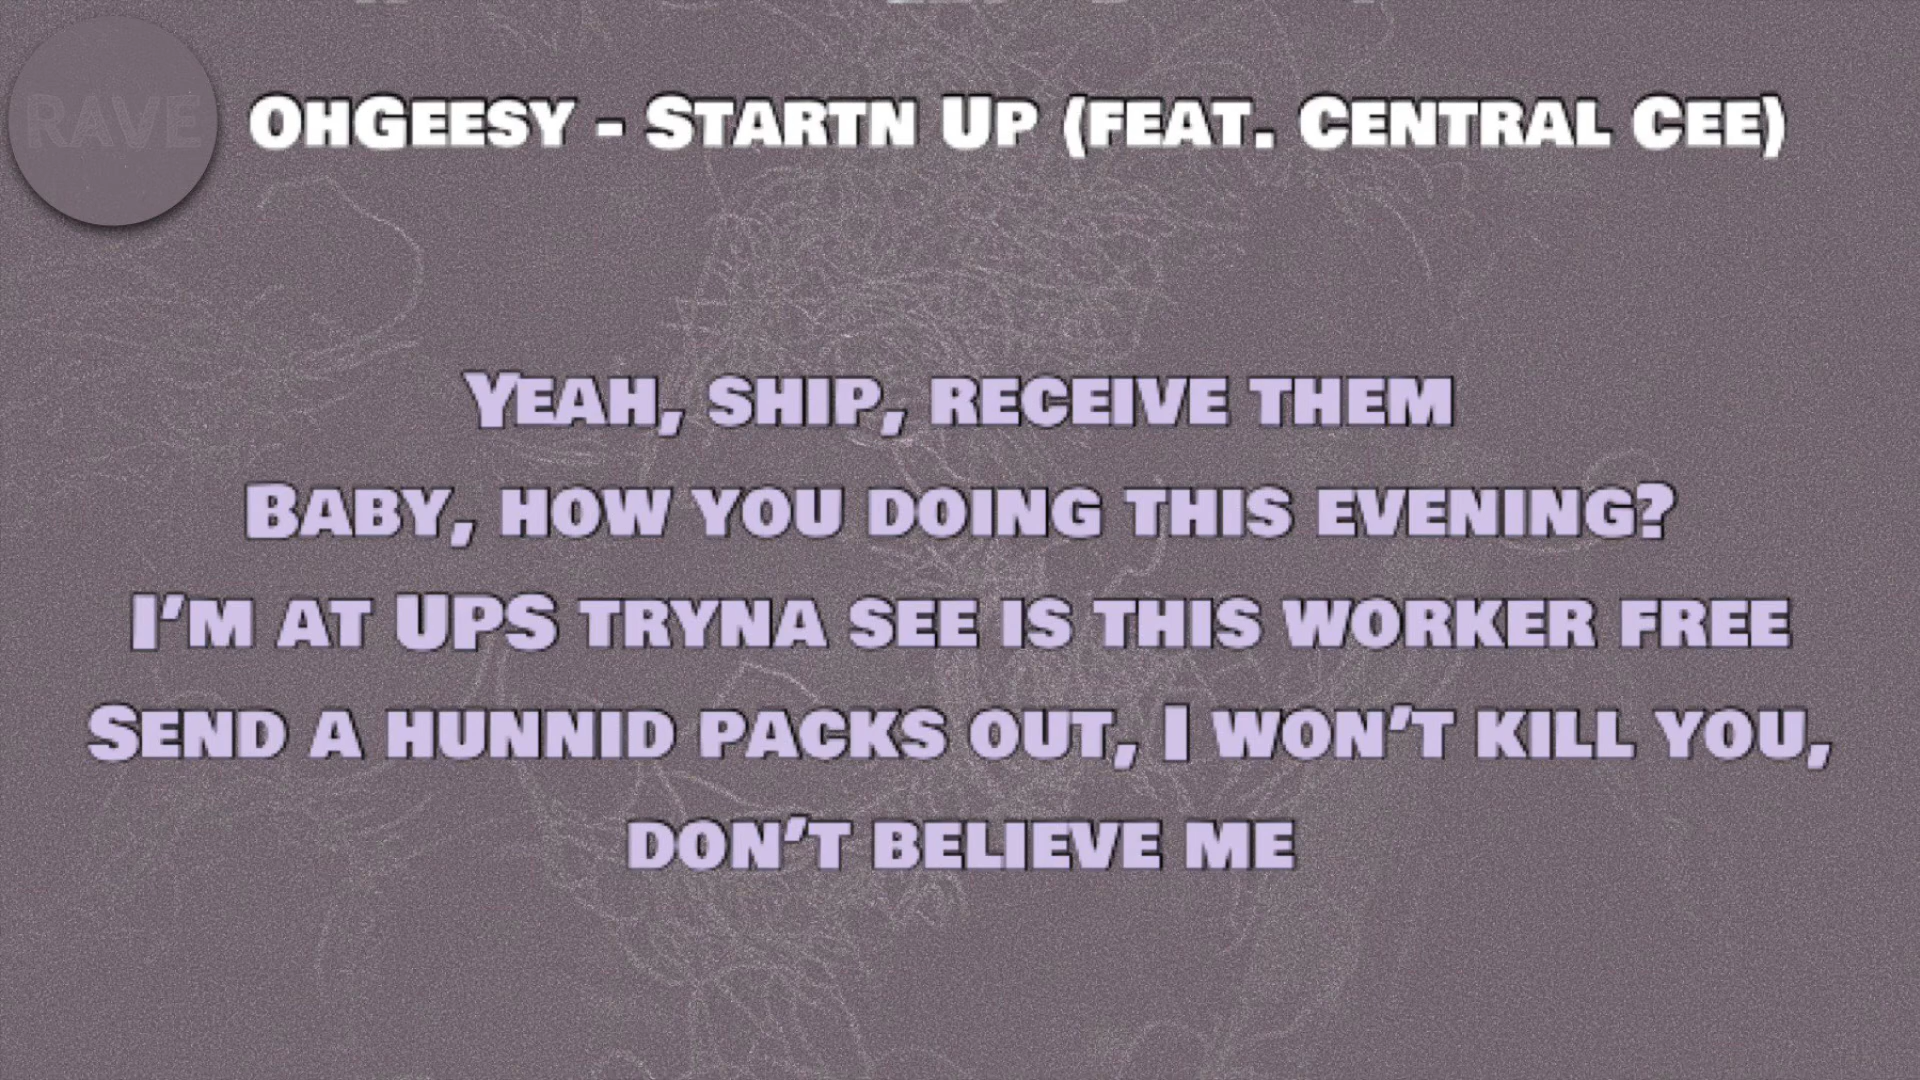 RAVE
OhGeesy - Startn Up (feat. Central Cee)
Yeah, ship, receive them
Baby, how you doing this evening?
I'm at UPS tryna see is this worker free
Send a hunnid packs out, I won't kill you,
don't believe me